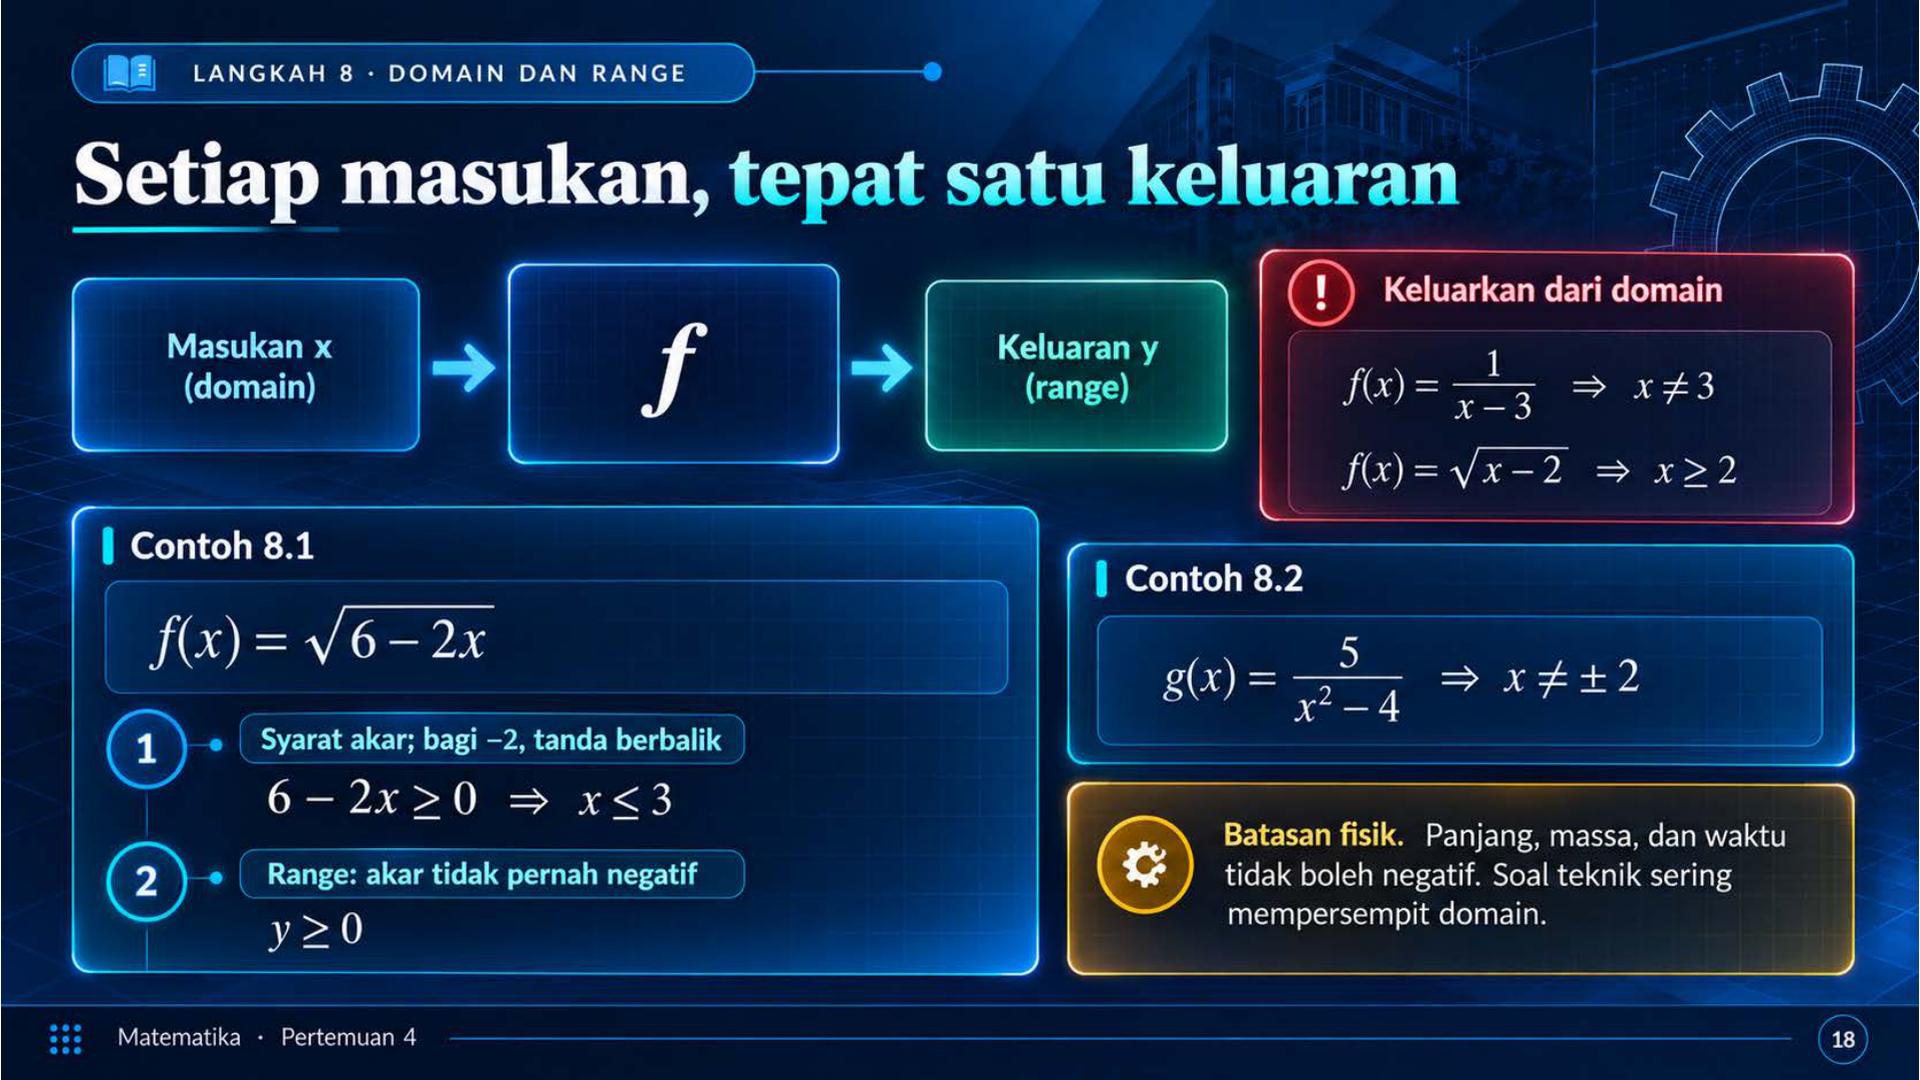 LANGKAH 8 · DOMAIN DAN RANGE
Setiap masukan, tepat satu keluaran
Masukan x
(domain)
f
Keluaran y
(range)
! Keluarkan dari domain
f(x) = 1/(x − 3) ⇒ x ≠ 3
f(x) = √(x − 2) ⇒ x ≥ 2
Contoh 8.1
f(x) = √(6 − 2x)
1 Syarat akar; bagi −2, tanda berbalik
6 − 2x ≥ 0 ⇒ x ≤ 3
2 Range: akar tidak pernah negatif
y ≥ 0
Contoh 8.2
g(x) = 5/(x² − 4) ⇒ x ≠ ± 2
Batasan fisik. Panjang, massa, dan waktu
tidak boleh negatif. Soal teknik sering
mempersempit domain.
Matematika · Pertemuan 4
18